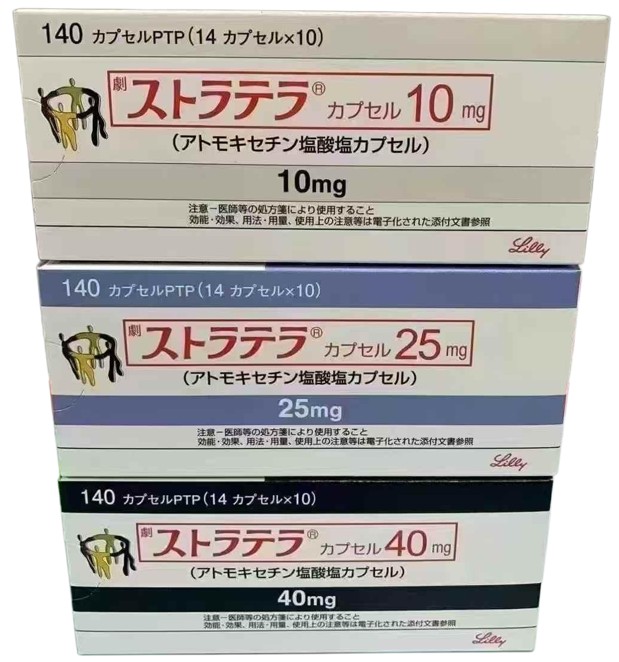 140 カプセルPTP(14 カプセル×10)
劇 ストラテラ® カプセル 10 mg
(アトモキセチン塩酸塩カプセル)
10mg
注意-医師等の処方箋により使用すること
効能・効果、用法・用量、使用上の注意等は電子化された添付文書参照
Lilly
140 カプセルPTP(14 カプセル×10)
劇 ストラテラ® カプセル 25 mg
(アトモキセチン塩酸塩カプセル)
25mg
注意-医師等の処方箋により使用すること
効能・効果、用法・用量、使用上の注意等は電子化された添付文書参照
Lilly
140 カプセルPTP(14 カプセル×10)
劇 ストラテラ® カプセル 40 mg
(アトモキセチン塩酸塩カプセル)
40mg
注意-医師等の処方箋により使用すること
効能・効果、用法・用量、使用上の注意等は電子化された添付文書参照
Lilly